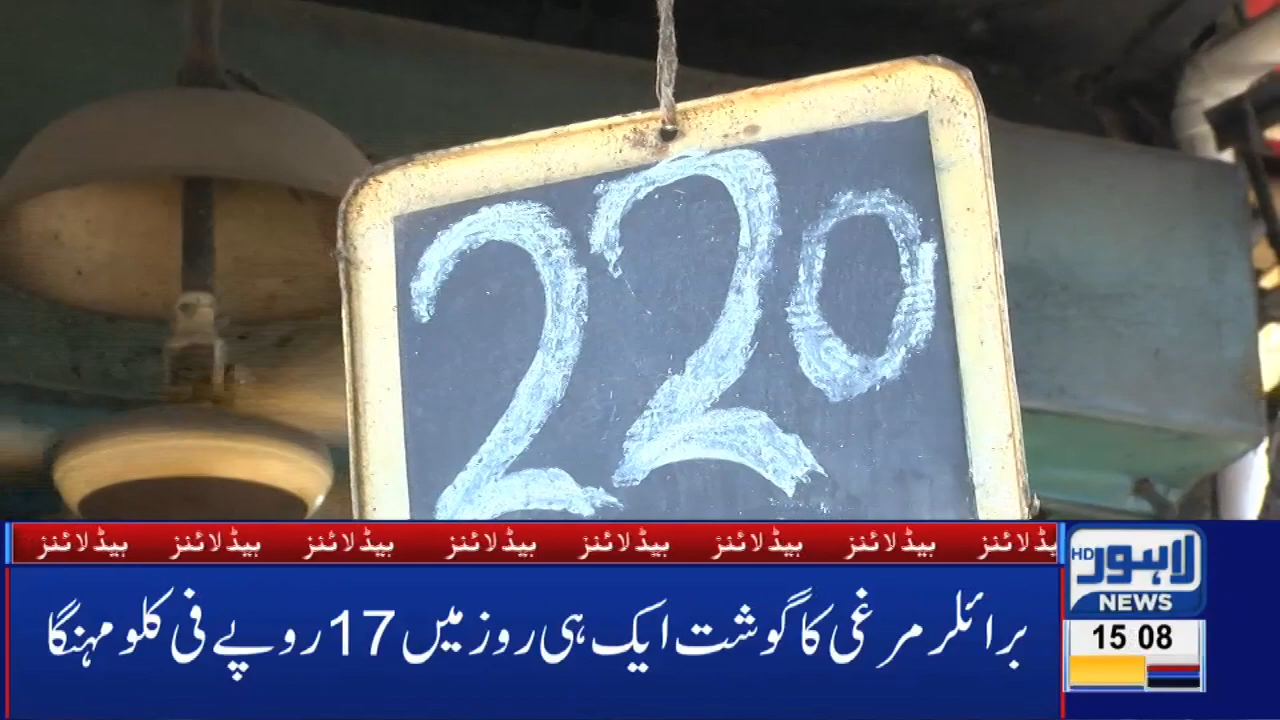 220
ہیڈلائنز ہیڈلائنز ہیڈلائنز ہیڈلائنز ہیڈلائنز ہیڈلائنز ہیڈلائنز ہیڈلائنز
برائلر مرغی کا گوشت ایک ہی روز میں 17 روپے فی کلو مہنگا
لاہور HD
NEWS
15 08